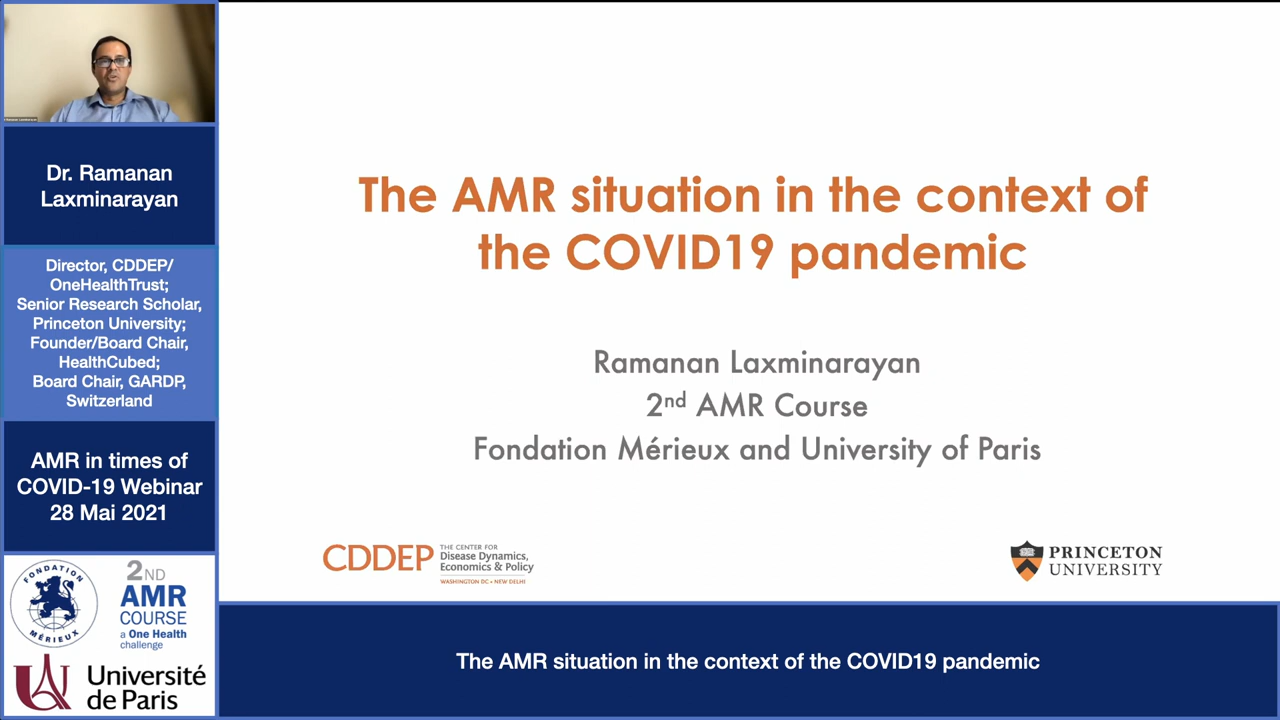 Dr. Ramanan
Laxminarayan
Director, CDDEP/
OneHealthTrust;
Senior Research Scholar,
Princeton University;
Founder/Board Chair,
HealthCubed;
Board Chair, GARDP,
Switzerland
AMR in times of
COVID-19 Webinar
28 Mai 2021
FONDATION
MÉRIEUX
2ND
AMR
COURSE
a One Health
challenge
Université
de Paris
The AMR situation in the context of
the COVID19 pandemic
Ramanan Laxminarayan
2nd AMR Course
Fondation Mérieux and University of Paris
CDDEP
THE CENTER FOR
Disease Dynamics,
Economics & Policy
WASHINGTON DC • NEW DELHI
PRINCETON
UNIVERSITY
The AMR situation in the context of the COVID19 pandemic